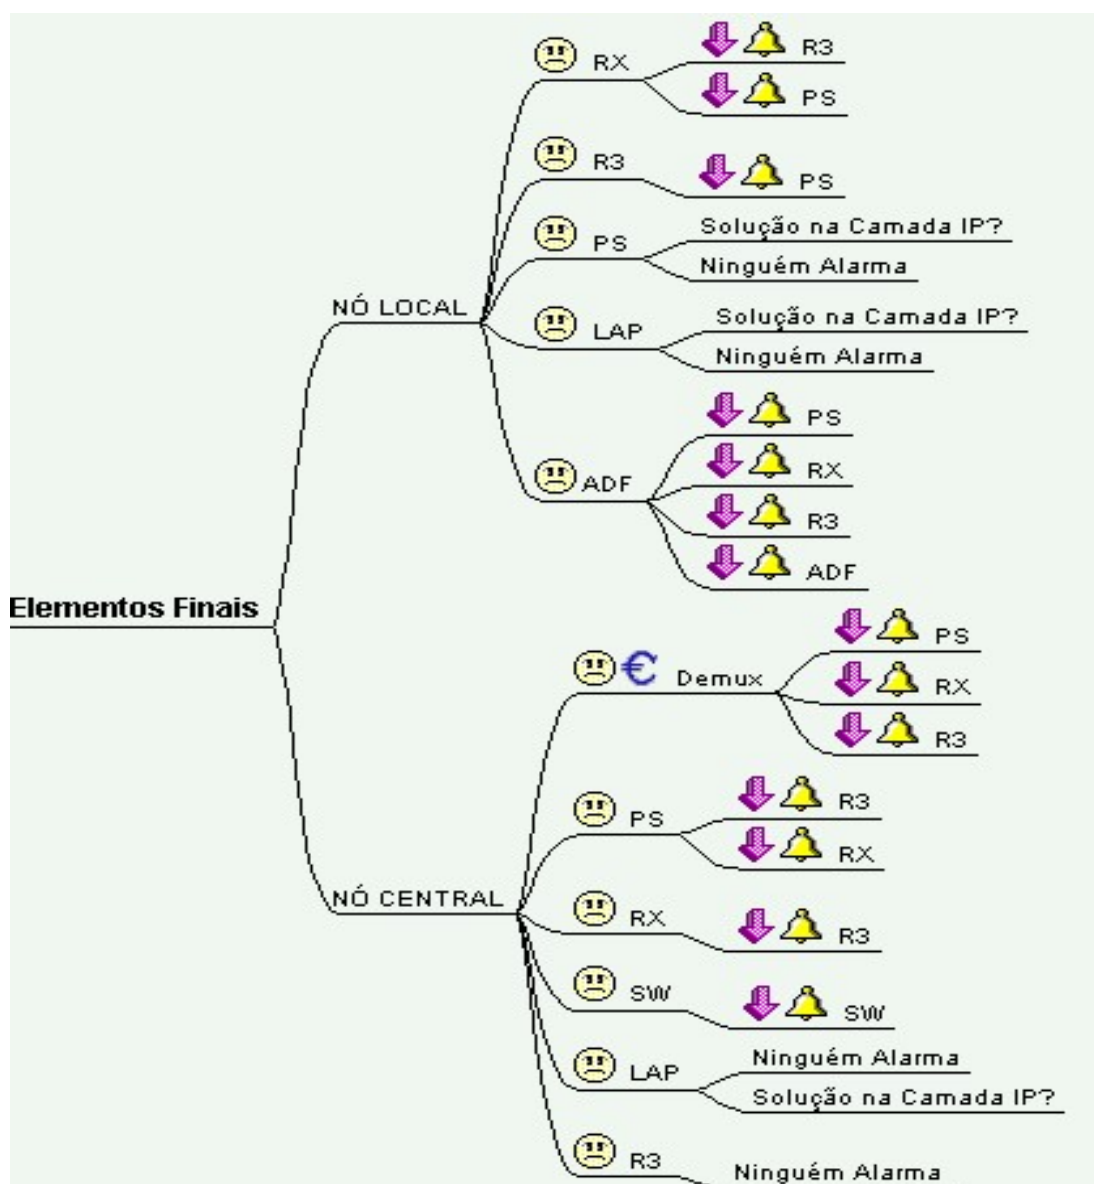 RX
R3
PS
R3
PS
PS
Solução na Camada IP?
Ninguém Alarma
NÓ LOCAL
LAP
Solução na Camada IP?
Ninguém Alarma
ADF
PS
RX
R3
ADF
Elementos Finais
€ Demux
PS
RX
R3
PS
R3
RX
NÓ CENTRAL
RX
R3
SW
SW
LAP
Ninguém Alarma
Solução na Camada IP?
R3
Ninguém Alarma